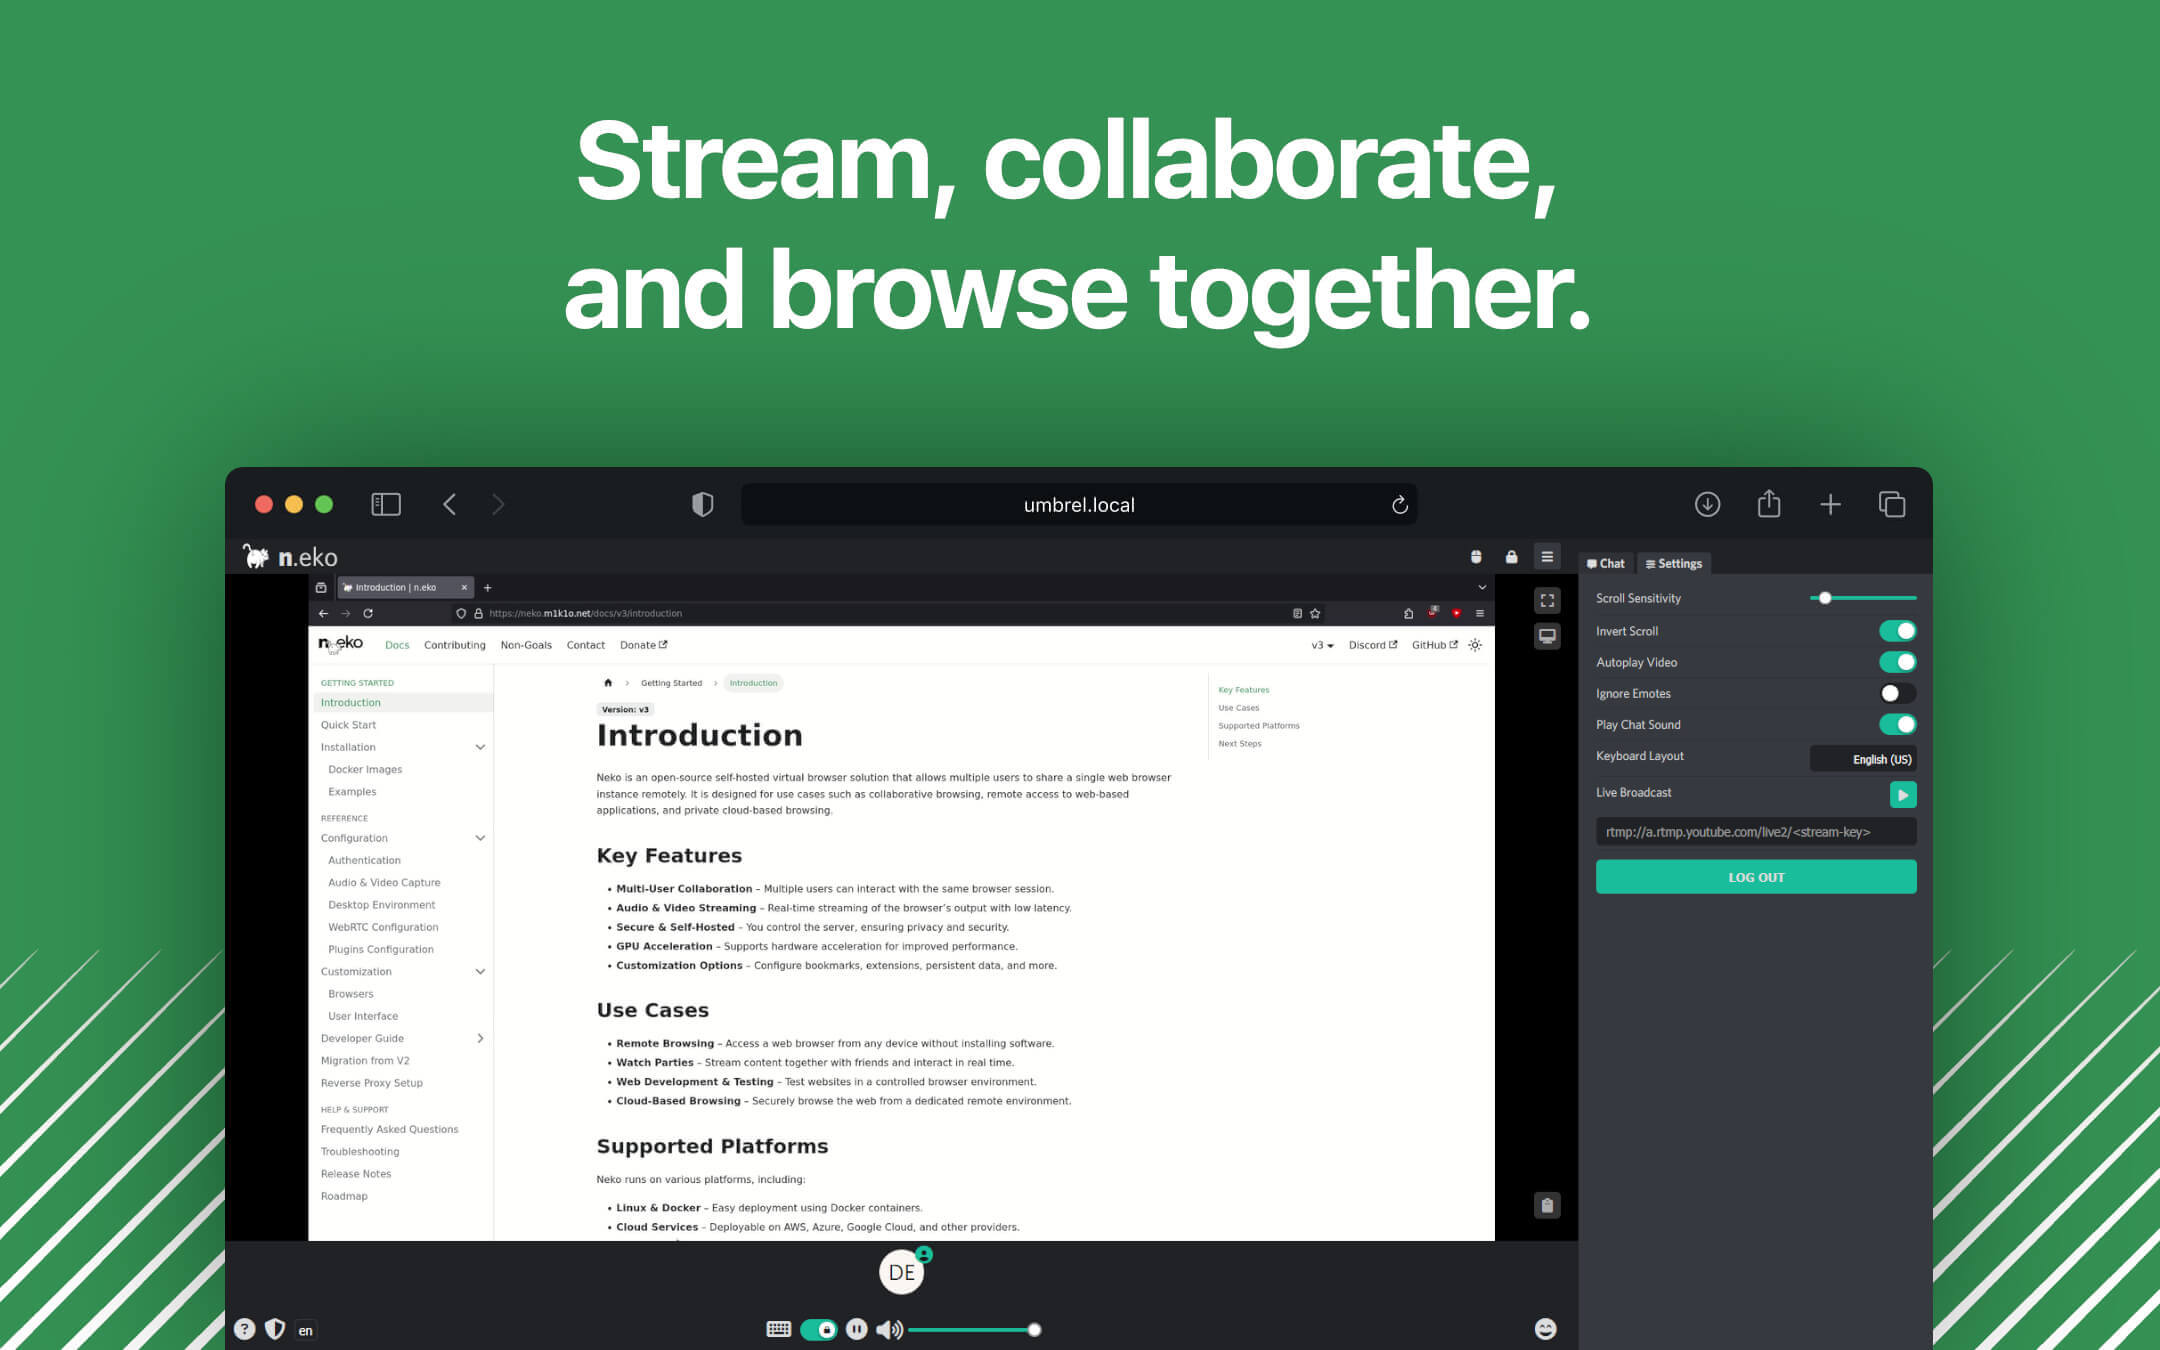 Stream, collaborate,
and browse together.
umbrel.local
n.eko
Chat
Settings
Introduction | n.eko
https://neko.m1k1o.net/docs/v3/introduction
n.eko
Docs
Contributing
Non-Goals
Contact
Donate
v3
Discord
GitHub
GETTING STARTED
Introduction
Quick Start
Installation
Docker Images
Examples
REFERENCE
Configuration
Authentication
Audio & Video Capture
Desktop Environment
WebRTC Configuration
Plugins Configuration
Customization
Browsers
User Interface
Developer Guide
Migration from V2
Reverse Proxy Setup
HELP & SUPPORT
Frequently Asked Questions
Troubleshooting
Release Notes
Roadmap
Getting Started
Introduction
Version: v3
Introduction
Neko is an open-source self-hosted virtual browser solution that allows multiple users to share a single web browser
instance remotely. It is designed for use cases such as collaborative browsing, remote access to web-based
applications, and private cloud-based browsing.
Key Features
• Multi-User Collaboration – Multiple users can interact with the same browser session.
• Audio & Video Streaming – Real-time streaming of the browser’s output with low latency.
• Secure & Self-Hosted – You control the server, ensuring privacy and security.
• GPU Acceleration – Supports hardware acceleration for improved performance.
• Customization Options – Configure bookmarks, extensions, persistent data, and more.
Use Cases
• Remote Browsing – Access a web browser from any device without installing software.
• Watch Parties – Stream content together with friends and interact in real time.
• Web Development & Testing – Test websites in a controlled browser environment.
• Cloud-Based Browsing – Securely browse the web from a dedicated remote environment.
Supported Platforms
Neko runs on various platforms, including:
• Linux & Docker – Easy deployment using Docker containers.
• Cloud Services – Deployable on AWS, Azure, Google Cloud, and other providers.
Key Features
Use Cases
Supported Platforms
Next Steps
Scroll Sensitivity
Invert Scroll
Autoplay Video
Ignore Emotes
Play Chat Sound
Keyboard Layout
English (US)
Live Broadcast
rtmp://a.rtmp.youtube.com/live2/<stream-key>
LOG OUT
DE
en